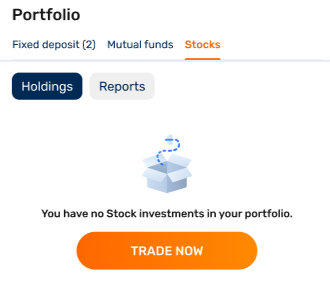 Portfolio
Fixed deposit (2) Mutual funds Stocks
Holdings Reports
You have no Stock investments in your portfolio.
TRADE NOW